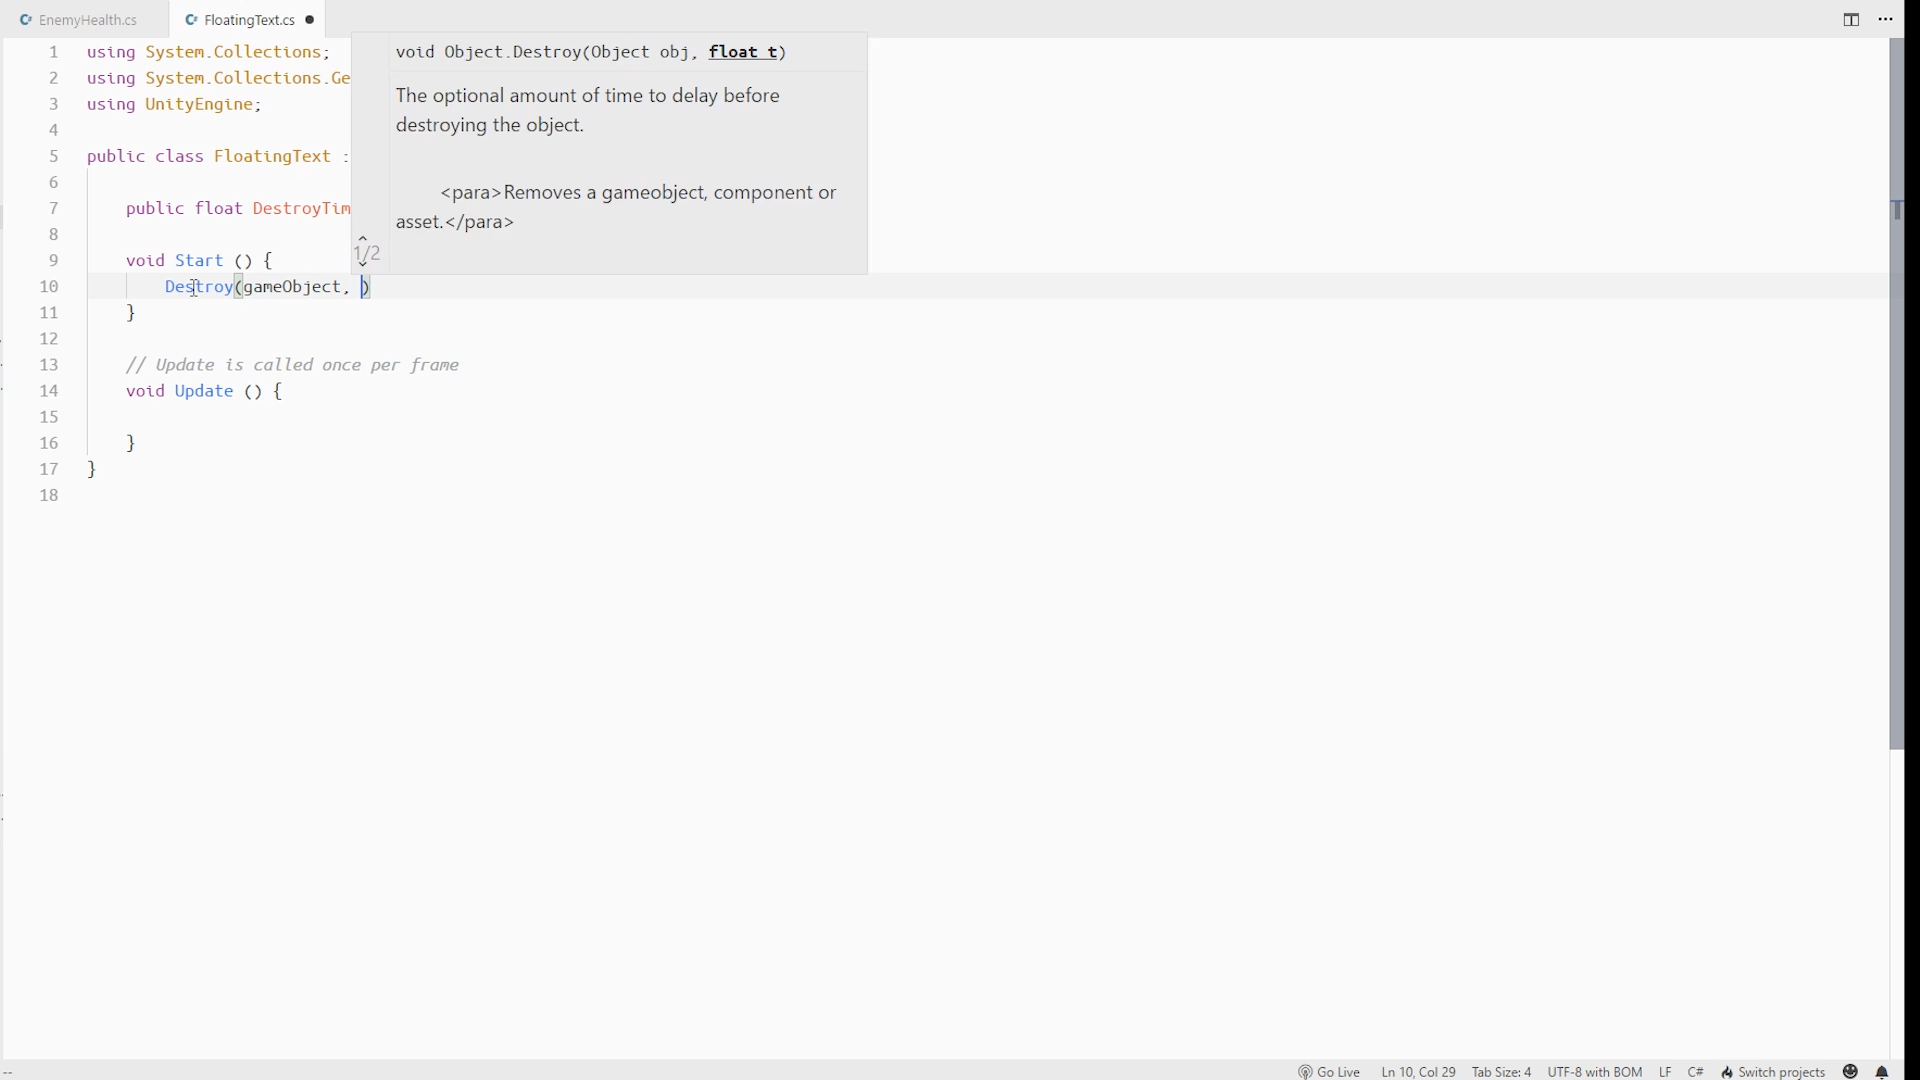 EnemyHealth.cs
FloatingText.cs
1 using System.Collections;
2 using System.Collections.Ge
3 using UnityEngine;
4
5 public class FloatingText :
6
7 public float DestroyTim
8
9 void Start () {
10 Destroy(gameObject, )
11 }
12
13 // Update is called once per frame
14 void Update () {
15
16 }
17 }
18
void Object.Destroy(Object obj, float t)
The optional amount of time to delay before
destroying the object.
<para>Removes a gameobject, component or
asset.</para>
1/2
-- Go Live Ln 10, Col 29 Tab Size: 4 UTF-8 with BOM LF C# Switch projects